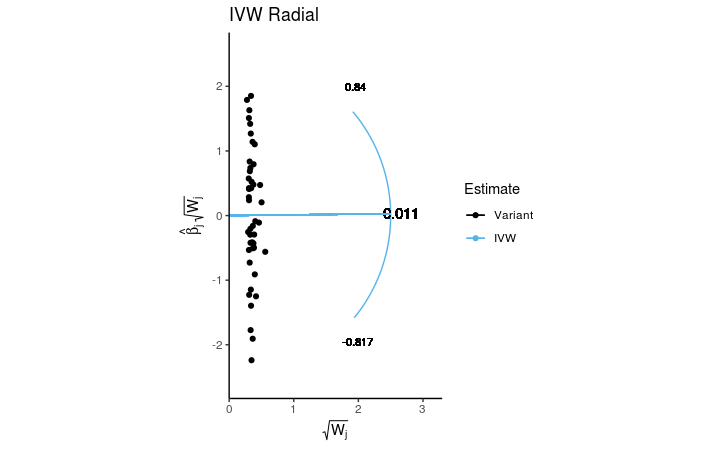 IVW Radial
0.84
2
1
0
-1
-2
0.011
-0.817
0 1 2 3
√Wj
β̂j√Wj
Estimate
Variant
IVW